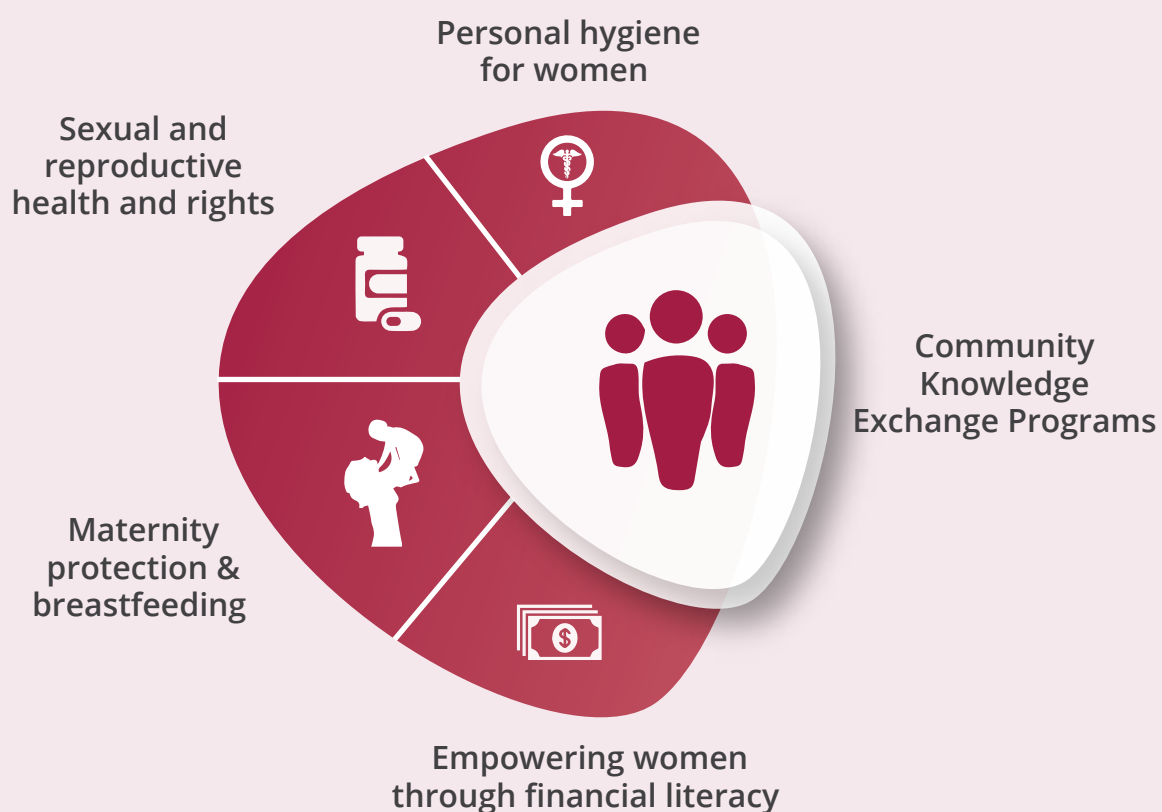 Personal hygiene
for women
Sexual and
reproductive
health and rights
Community
Knowledge
Exchange Programs
Maternity
protection &
breastfeeding
$
Empowering women
through financial literacy